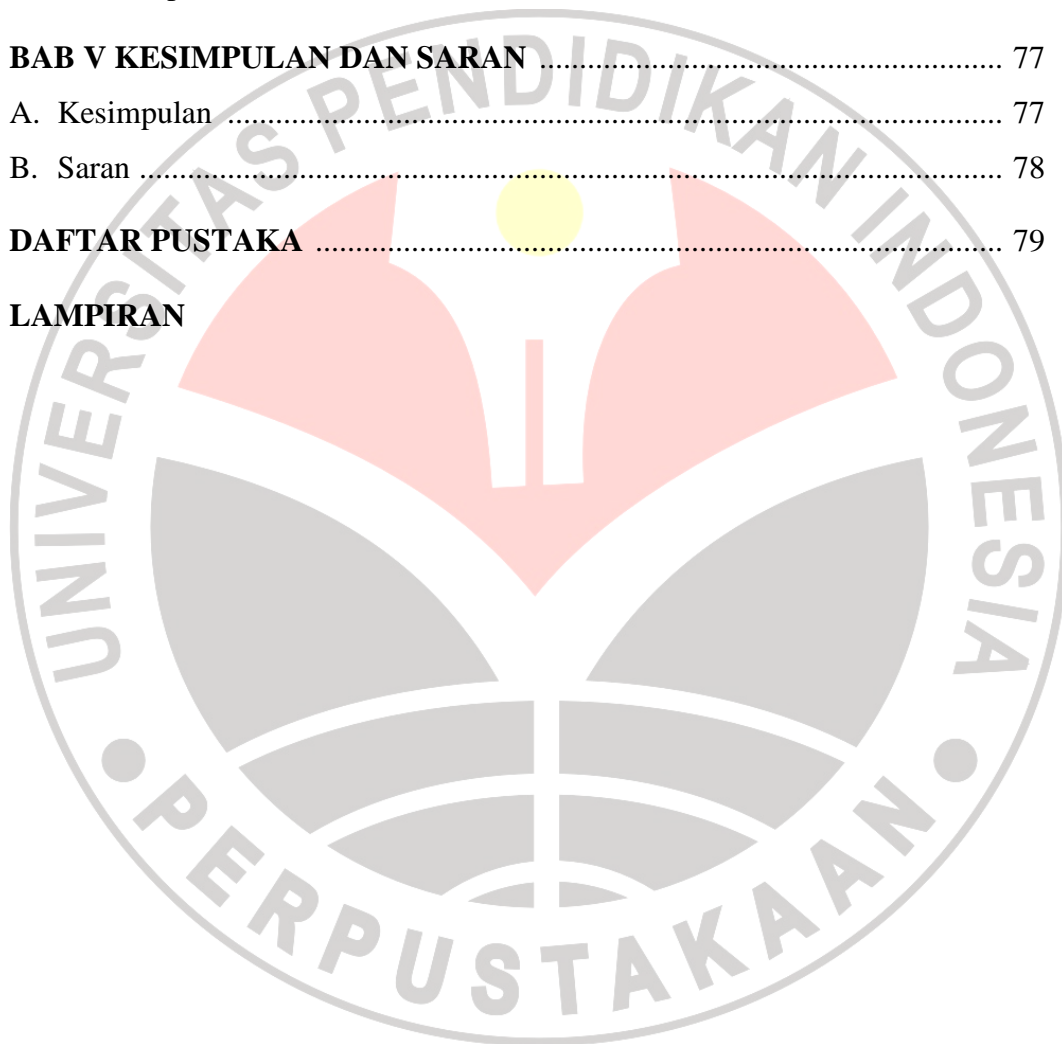 BAB V KESIMPULAN DAN SARAN ........................................................ 77
A. Kesimpulan ............................................................................................... 77
B. Saran .......................................................................................................... 78
DAFTAR PUSTAKA .................................................................................... 79
LAMPIRAN
UNIVERSITAS PENDIDIKAN INDONESIA
PERPUSTAKAAN